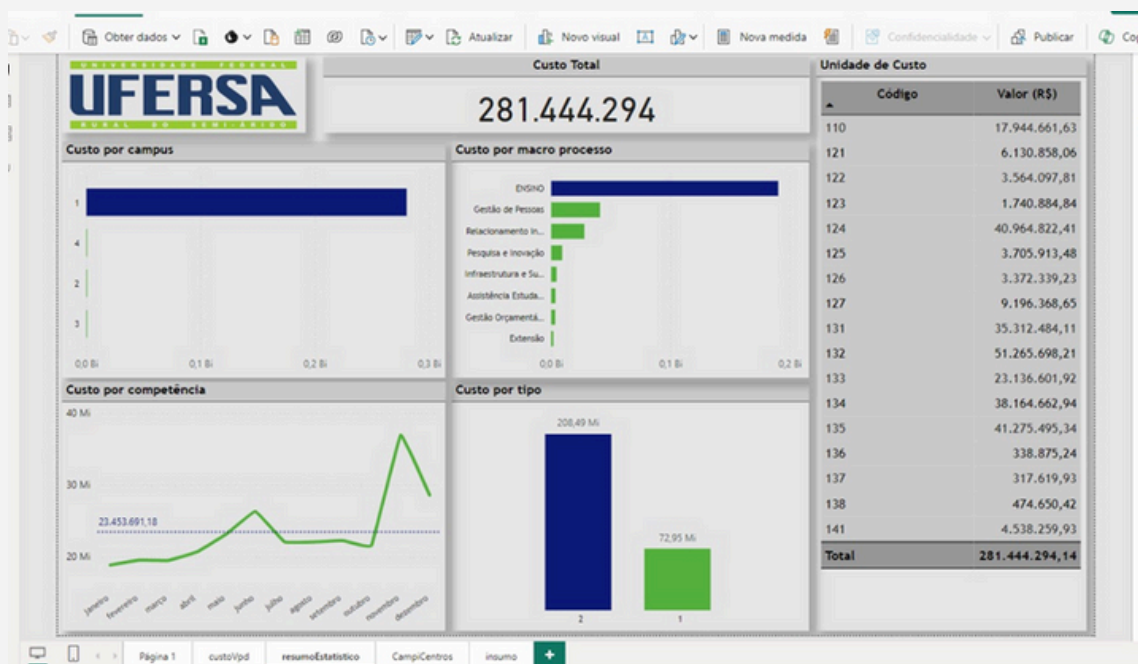 Obter dados
Atualizar
Novo visual
Nova medida
Confidencialidade
Publicar
UNIVERSIDADE FEDERAL
UFERSA
RURAL DO SEMI-ÁRIDO
Custo Total
281.444.294
Custo por campus
1
4
2
3
0,0 Bi 0,1 Bi 0,2 Bi 0,3 Bi
Custo por macro processo
ENSINO
Gestão de Pessoas
Relacionamento In...
Pesquisa e Inovação
Infraestrutura e Su...
Assistência Estuda...
Gestão Orçamentá...
Extensão
0,0 Bi 0,1 Bi 0,2 Bi
Custo por competência
40 Mi
30 Mi
23.453.691,18
20 Mi
janeiro fevereiro março abril maio junho julho agosto setembro outubro novembro dezembro
Custo por tipo
208,49 Mi
72,95 Mi
2 1
Unidade de Custo
Código Valor (R$)
110 17.944.661,63
121 6.130.858,06
122 3.564.097,81
123 1.740.884,84
124 40.964.822,41
125 3.705.913,48
126 3.372.339,23
127 9.196.368,65
131 35.312.484,11
132 51.265.698,21
133 23.136.601,92
134 38.164.662,94
135 41.275.495,34
136 338.875,24
137 317.619,93
138 474.650,42
141 4.538.259,93
Total 281.444.294,14
Página 1 custoVpd resumoEstatistico CampiCentros insumo